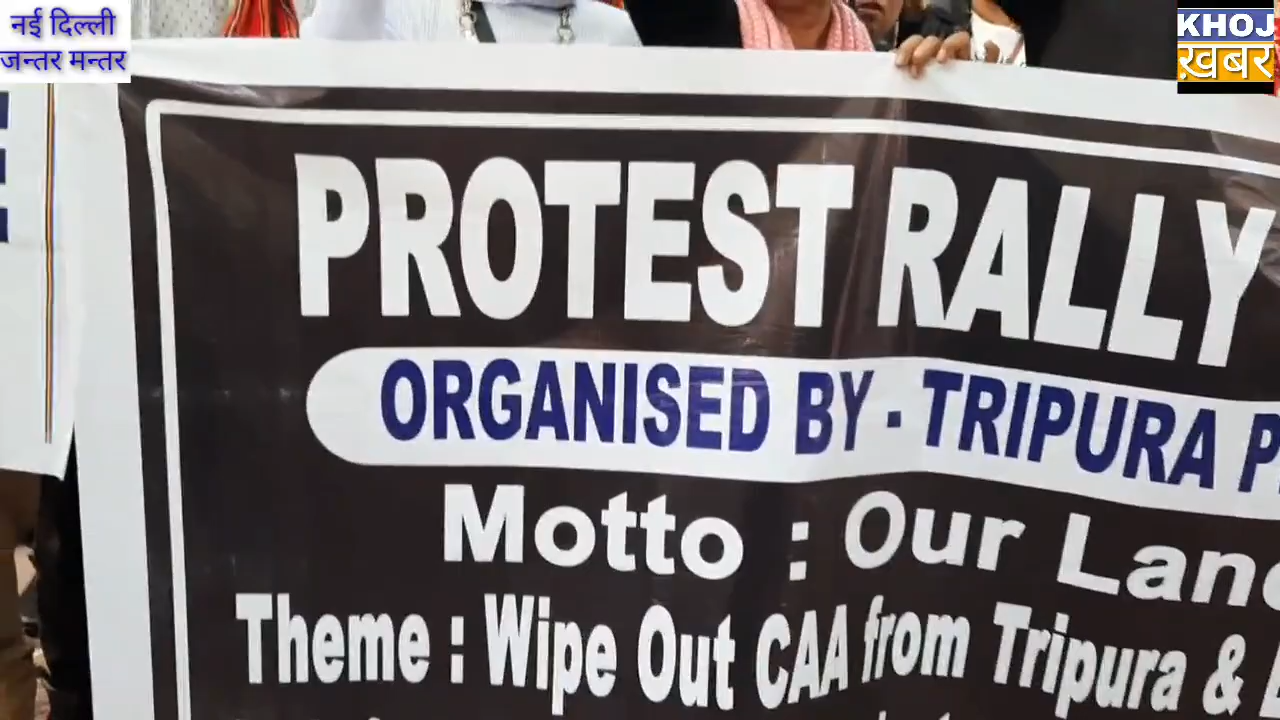 नई दिल्ली
जन्तर मन्तर
KHOJ
ख़बर
PROTEST RALLY
ORGANISED BY - TRIPURA
Motto : Our
Theme : Wipe Out CAA from Tripura &